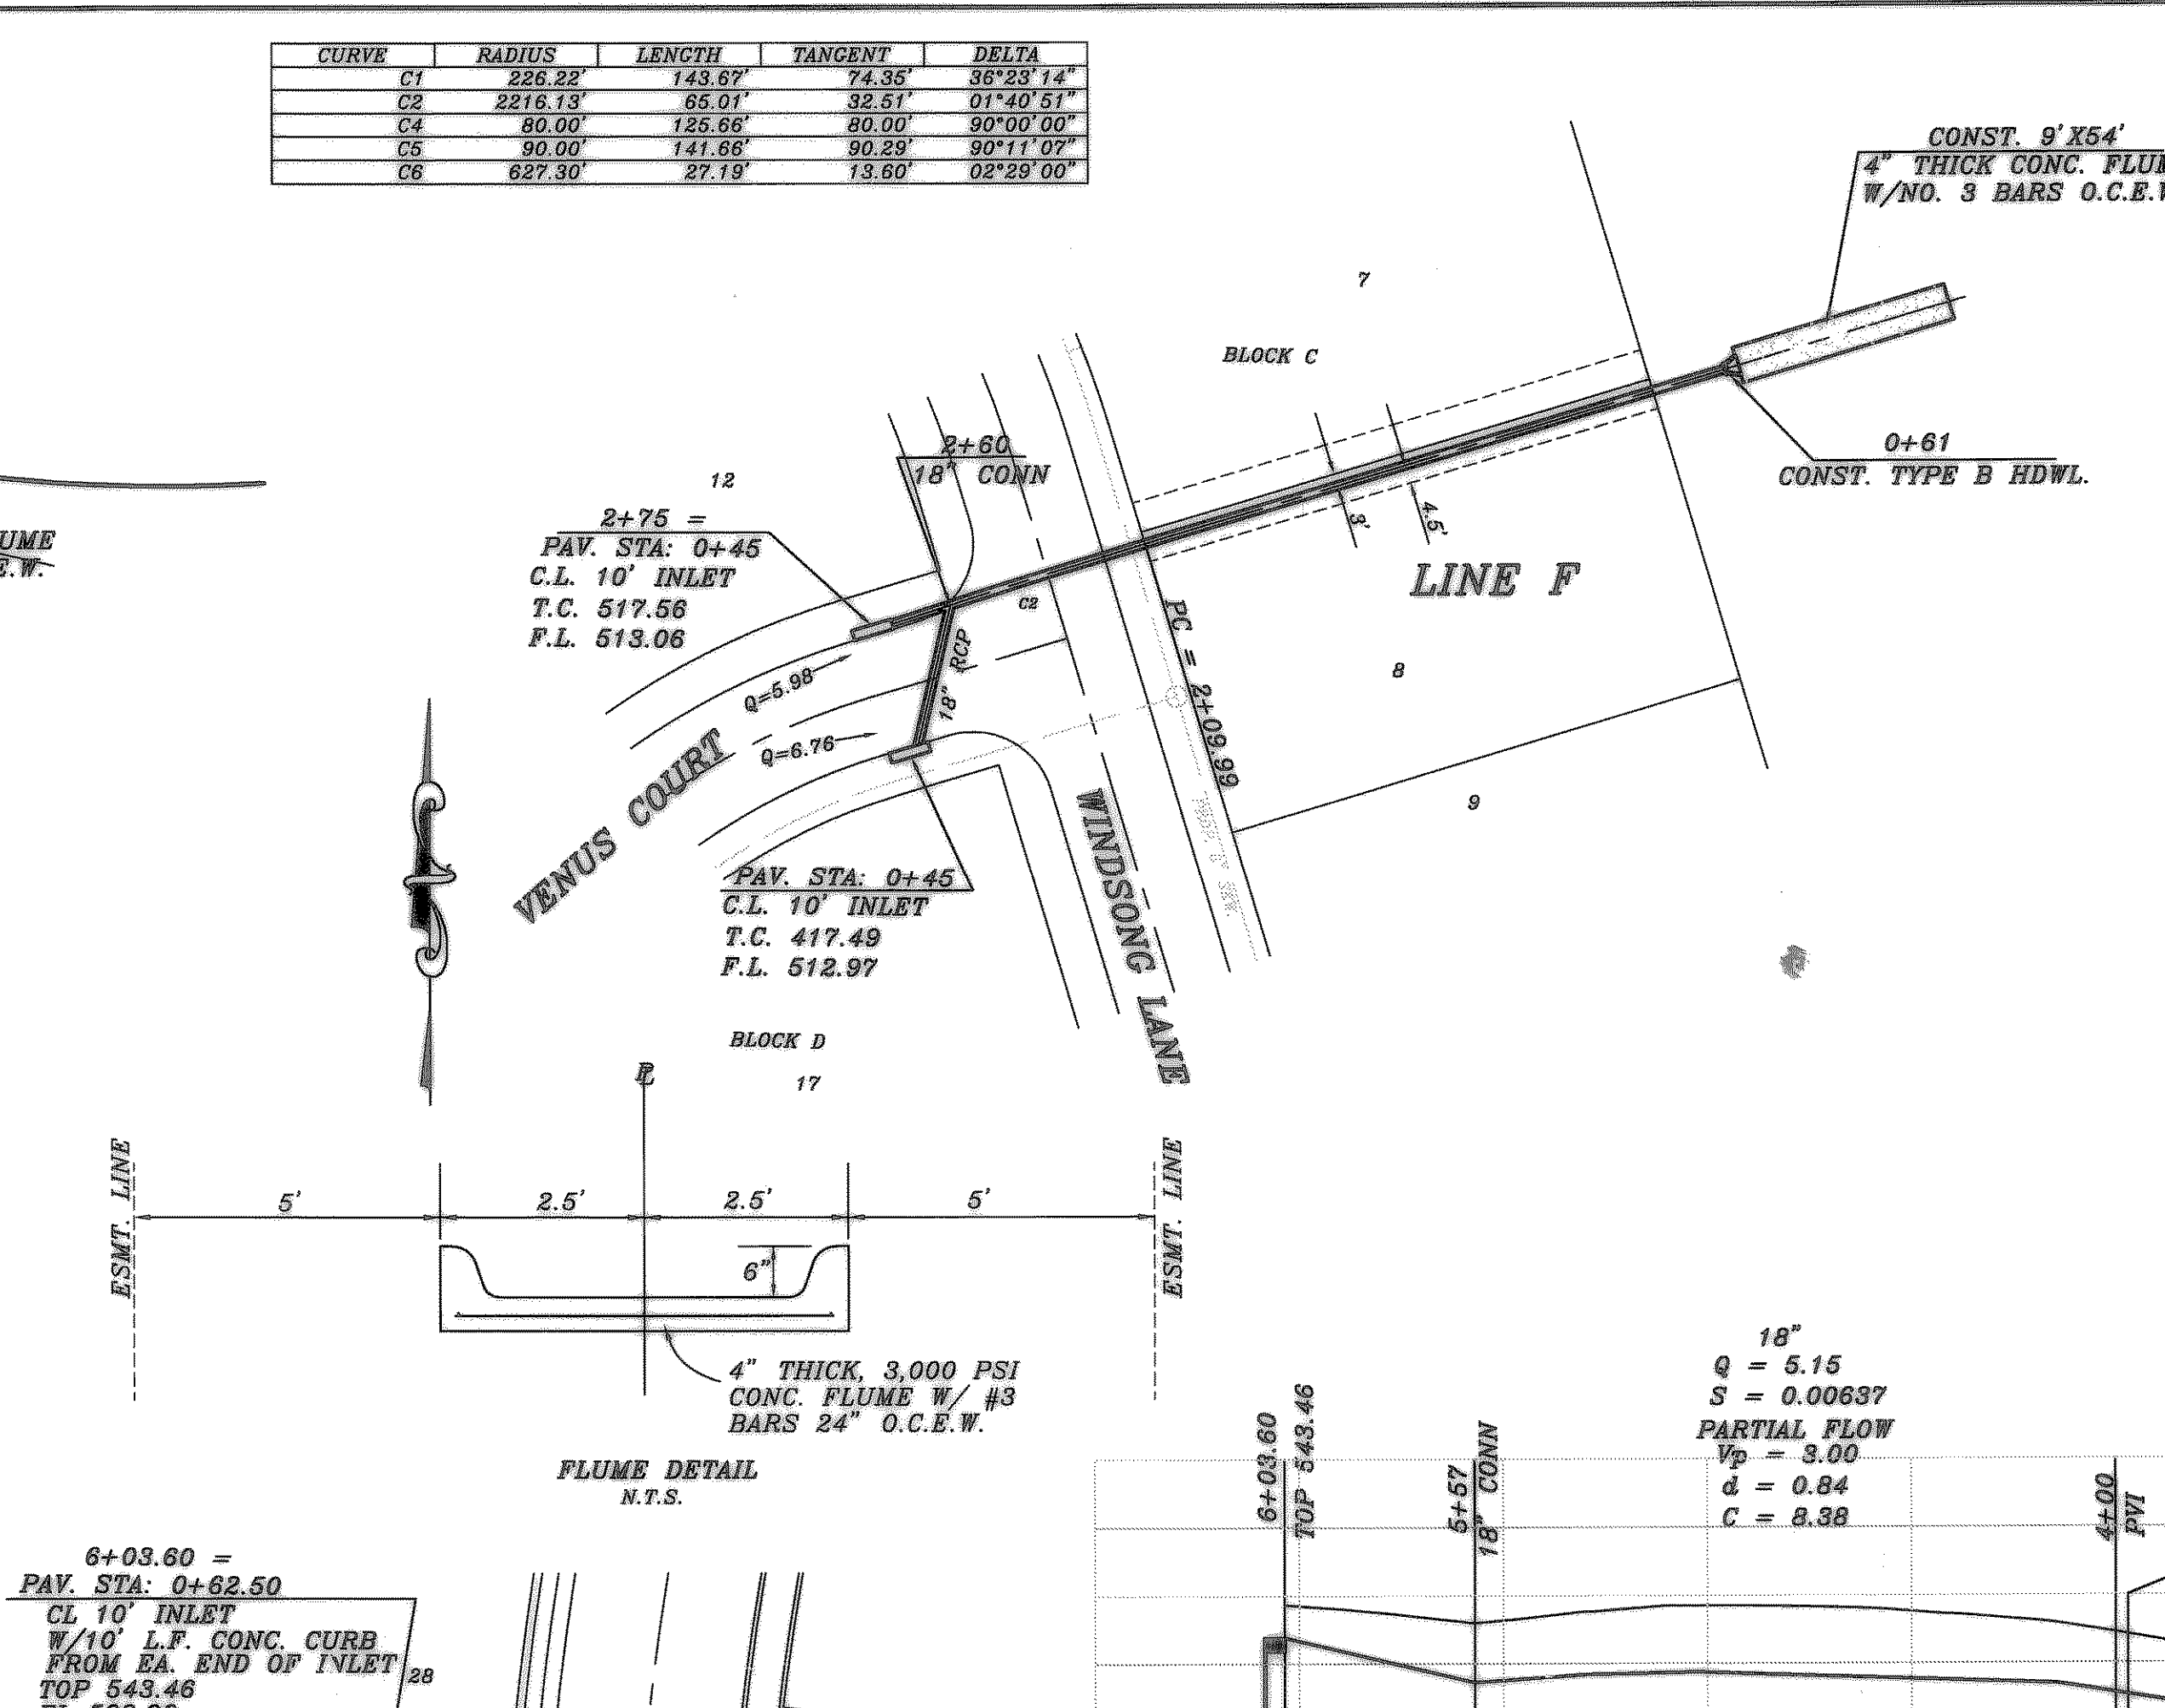 CURVE RADIUS LENGTH TANGENT DELTA
C1 226.22' 143.67' 74.35' 36°23'14"
C2 2216.13' 65.01' 32.51' 01°40'51"
C4 80.00' 125.66' 80.00' 90°00'00"
C5 90.00' 141.66' 90.29' 90°11'07"
C6 627.30' 27.19' 13.60' 02°29'00"
CONST. 9'X54'
4" THICK CONC. FLUM
W/NO. 3 BARS O.C.E.W
7
BLOCK C
2+60
18" CONN
0+61
CONST. TYPE B HDWL.
12
2+75 =
PAV. STA: 0+45
C.L. 10' INLET
T.C. 517.56
F.L. 513.06
3'
4.5'
LINE F
C2
PC = 2+09.99
UME
E.W.
18" RCP
Q=5.98
Q=6.76
8
9
VENUS COURT
WINDSONG LANE
PAV. STA: 0+45
C.L. 10' INLET
T.C. 417.49
F.L. 512.97
BLOCK D
17
PL
ESMT. LINE
5'
2.5'
2.5'
5'
ESMT. LINE
6"
4" THICK, 3,000 PSI
CONC. FLUME W/ #3
BARS 24" O.C.E.W.
FLUME DETAIL
N.T.S.
18"
Q = 5.15
S = 0.00637
PARTIAL FLOW
Vp = 3.00
d = 0.84
C = 8.38
6+03.60
TOP 543.46
5+57
18" CONN
4+00
PVI
6+03.60 =
PAV. STA: 0+62.50
CL 10' INLET
W/10' L.F. CONC. CURB
FROM EA. END OF INLET
TOP 543.46
28